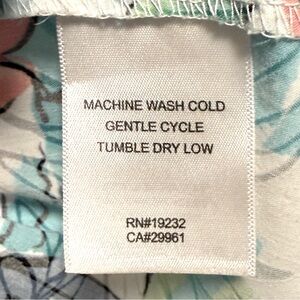 MACHINE WASH COLD
GENTLE CYCLE
TUMBLE DRY LOW
RN#19232
CA#29961